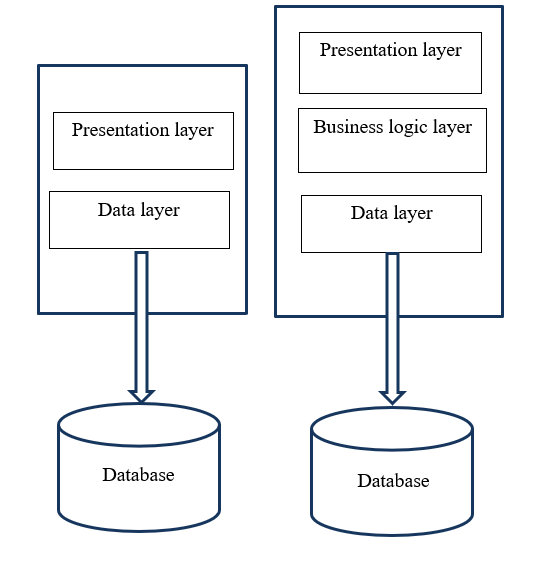 Presentation layer
Data layer
Database
Presentation layer
Business logic layer
Data layer
Database